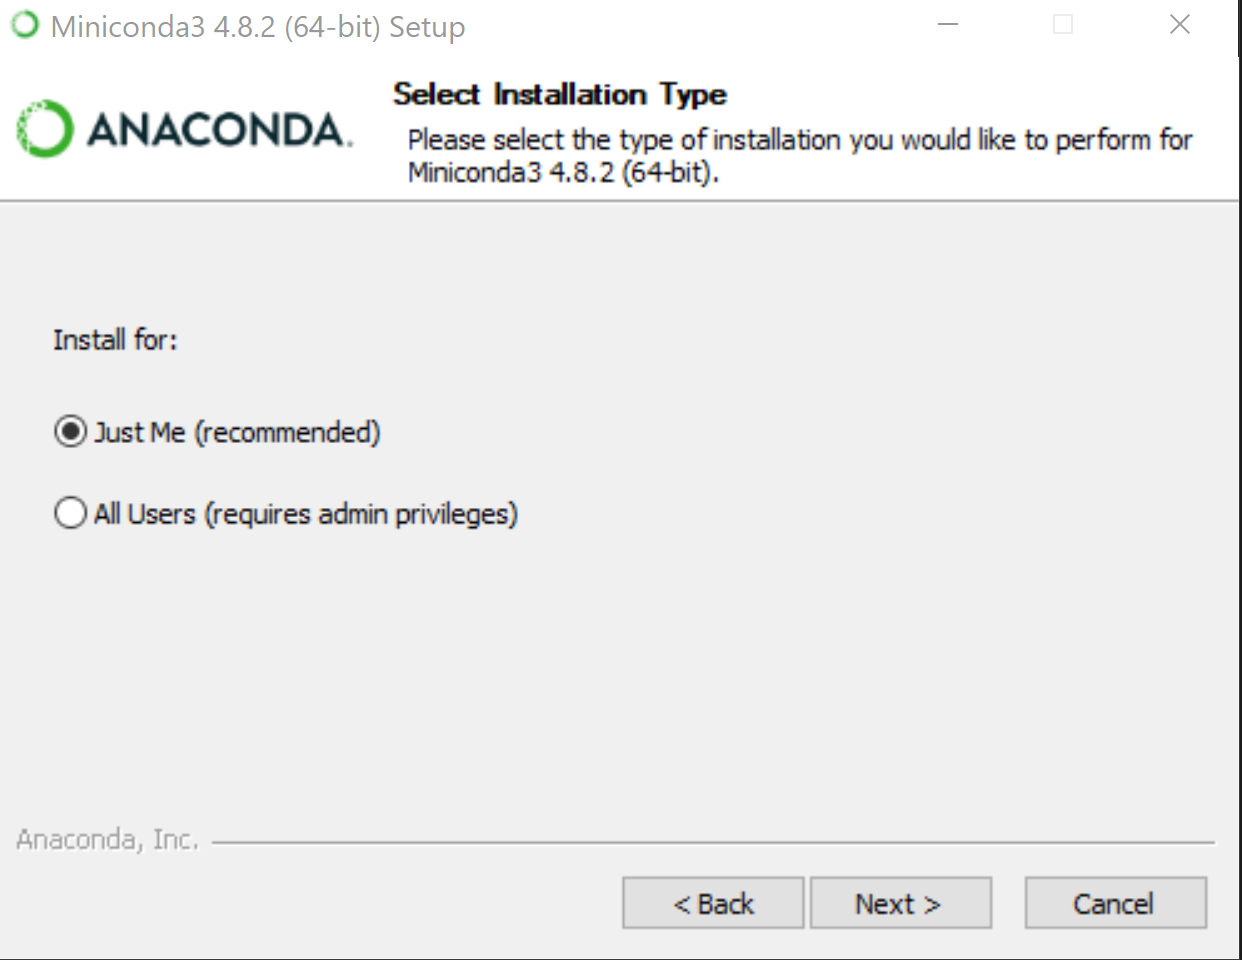 Miniconda3 4.8.2 (64-bit) Setup
ANACONDA.
Select Installation Type
Please select the type of installation you would like to perform for
Miniconda3 4.8.2 (64-bit).
Install for:
Just Me (recommended)
All Users (requires admin privileges)
Anaconda, Inc.
< Back
Next >
Cancel